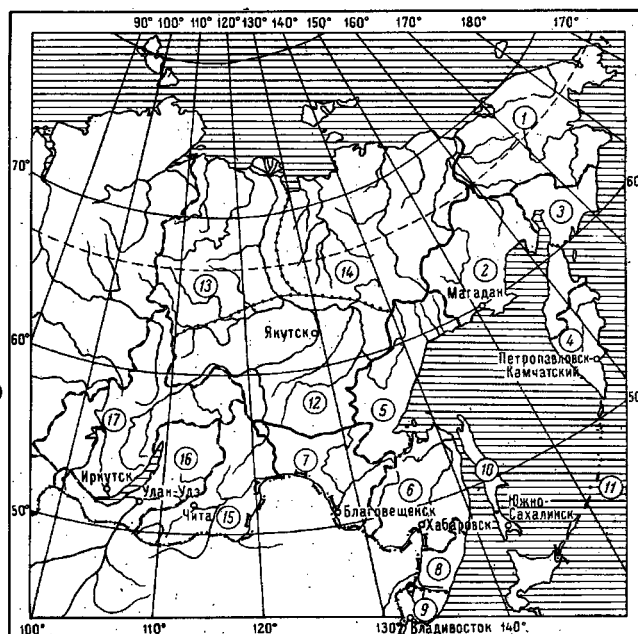 90° 100° 110° 120° 130° 140° 150° 160° 170° 180° 170°
1
70°
60°
3
2
14
13
Магадан
Якутск
60°
4
Петропавловск-
Камчатский
50°
12
5
17
16
7
6
10
11
Иркутск
Улан-Удэ
Чита
15
Благовещенск
Хабаровск
Южно-
Сахалинск
50°
8
9
100° 110° 120° 130° Владивосток 140°